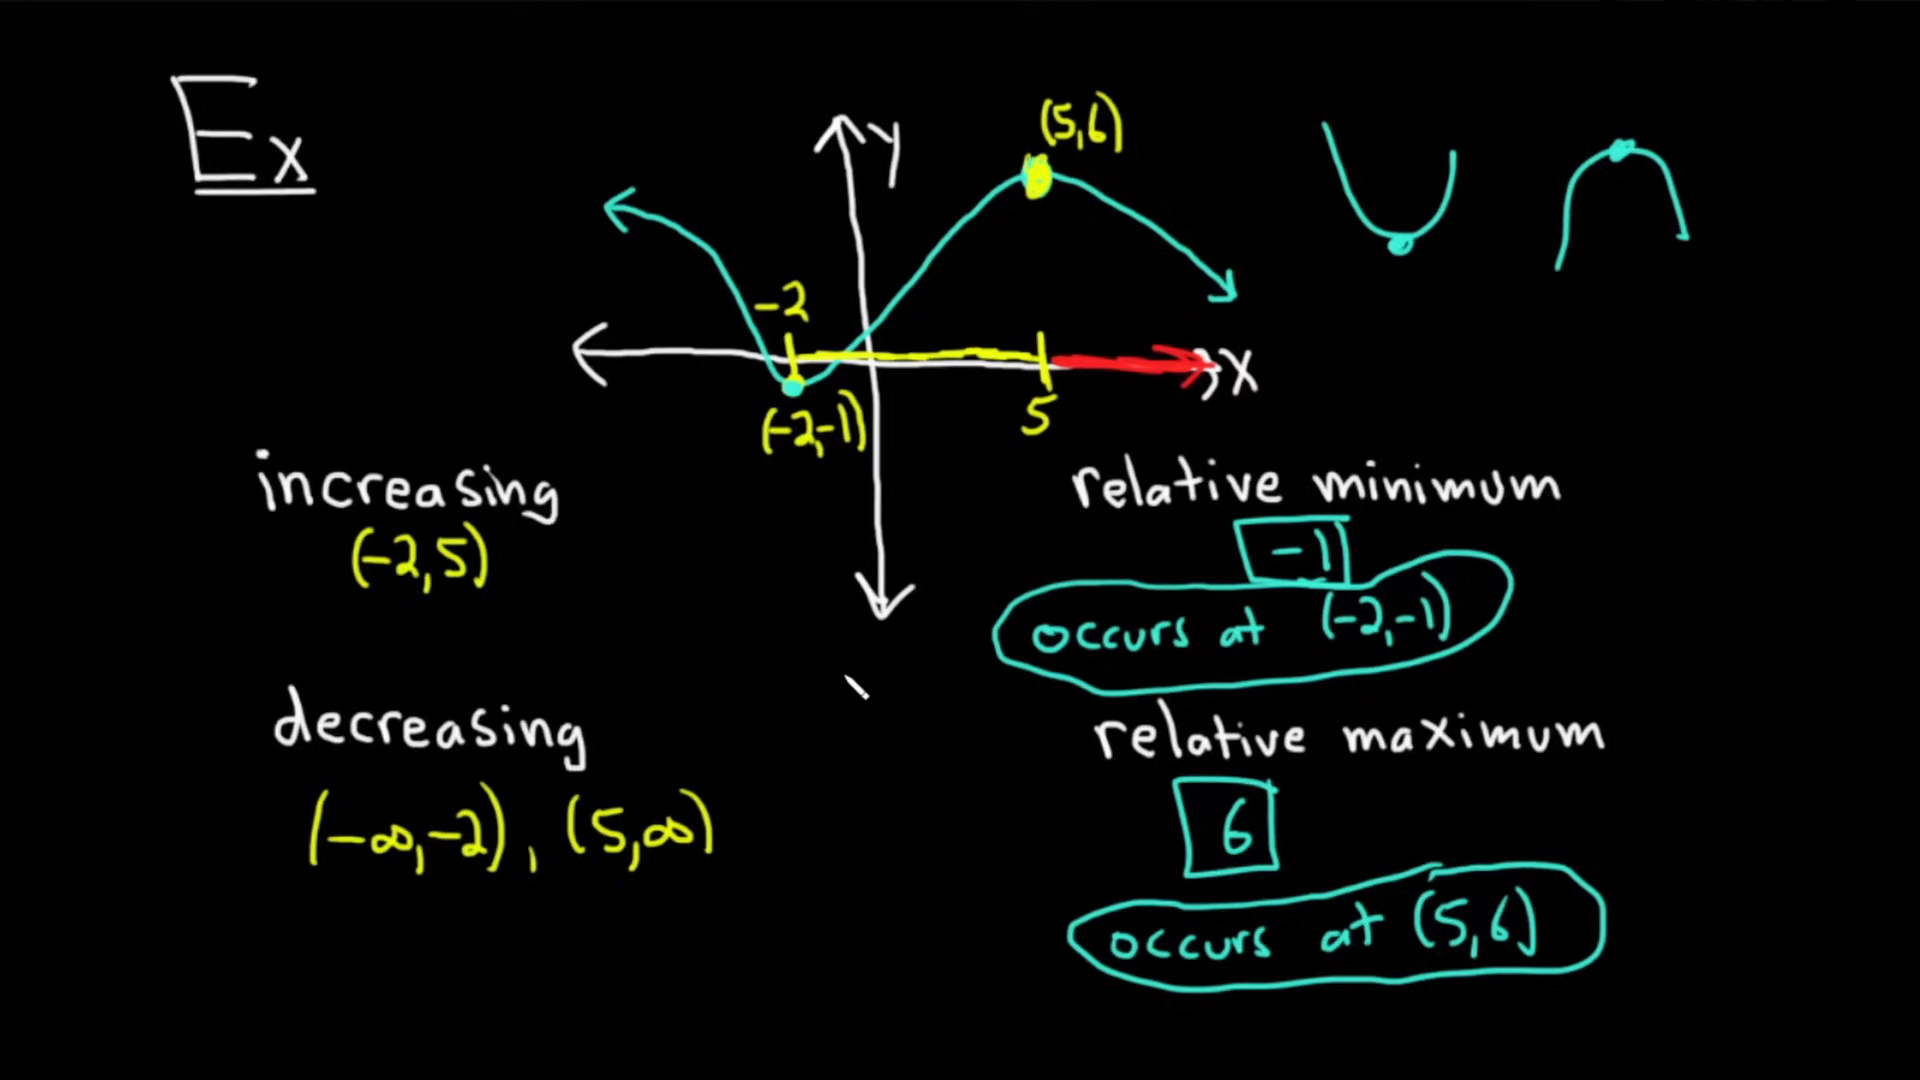 Ex
y
(5,6)
-2
x
(-2,-1)
5
increasing
(-2,5)
decreasing
(-∞,-2), (5,∞)
relative minimum
-1
occurs at (-2,-1)
relative maximum
6
occurs at (5,6)